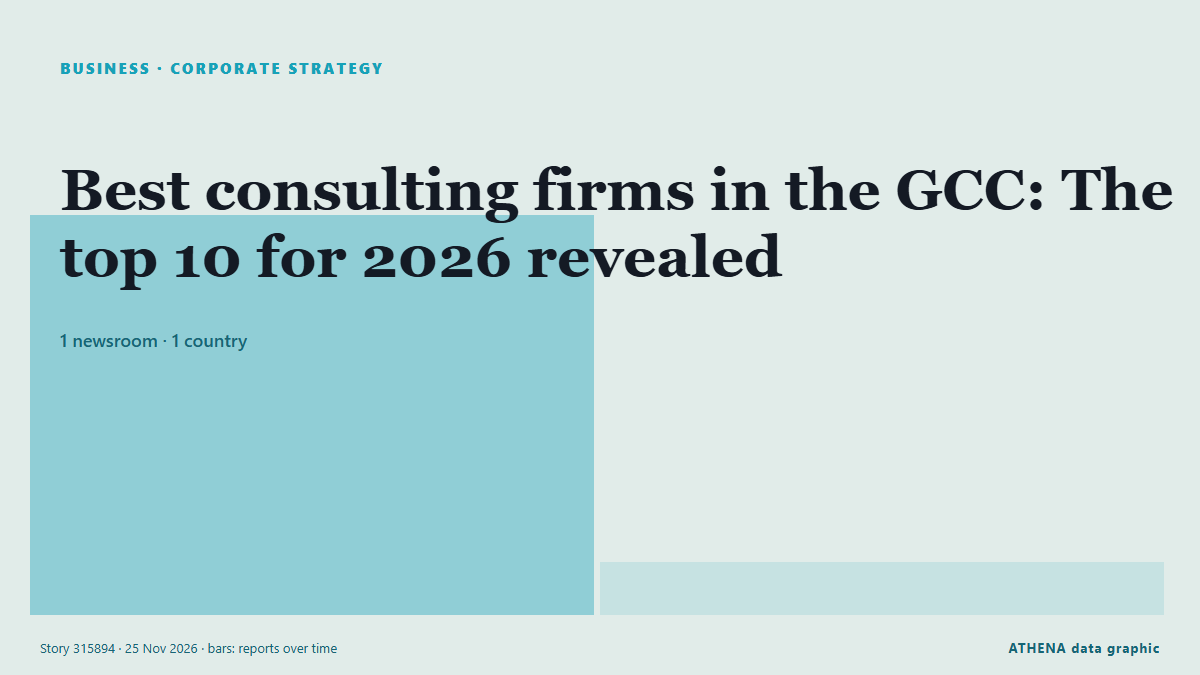 BUSINESS · CORPORATE STRATEGY
Best consulting firms in the GCC: The
top 10 for 2026 revealed
1 newsroom · 1 country
Story 315894 · 25 Nov 2026 · bars: reports over time
ATHENA data graphic